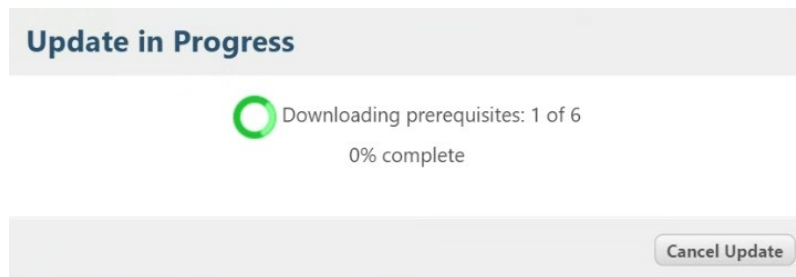 Update in Progress
Downloading prerequisites: 1 of 6
0% complete
Cancel Update